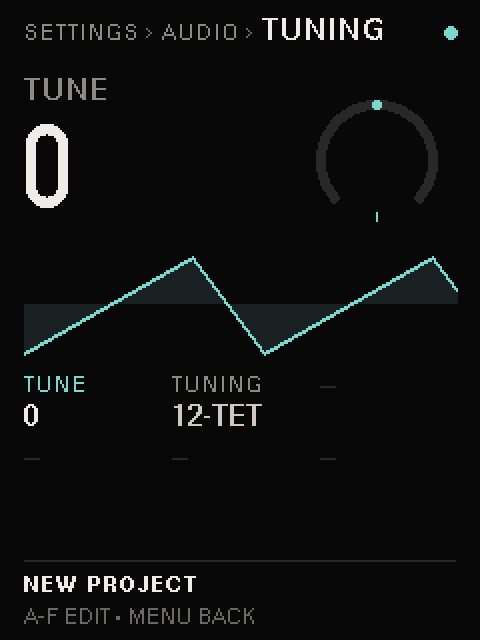 SETTINGS > AUDIO > TUNING
TUNE
0
TUNE TUNING —
0 12-TET
— — —
NEW PROJECT
A-F EDIT · MENU BACK